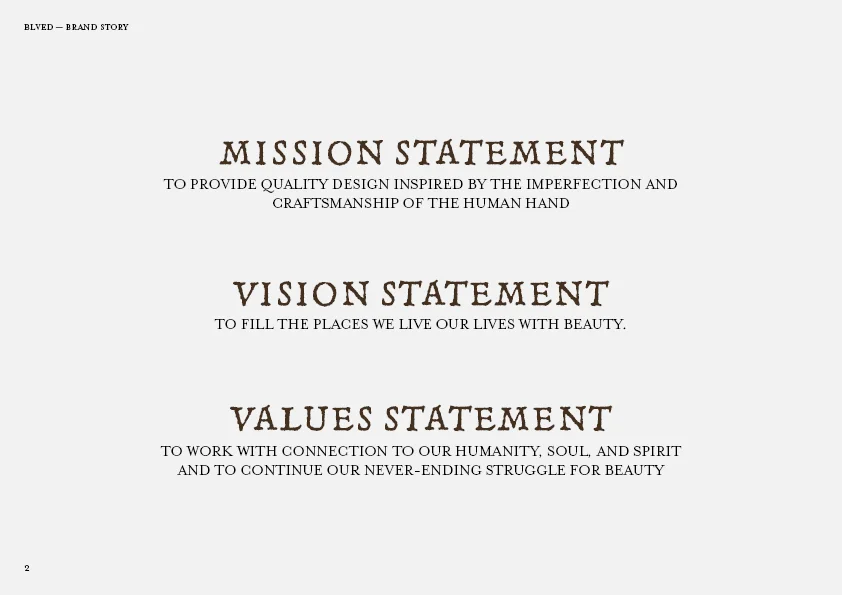 BLVED — BRAND STORY
MISSION STATEMENT
TO PROVIDE QUALITY DESIGN INSPIRED BY THE IMPERFECTION AND
CRAFTSMANSHIP OF THE HUMAN HAND
VISION STATEMENT
TO FILL THE PLACES WE LIVE OUR LIVES WITH BEAUTY.
VALUES STATEMENT
TO WORK WITH CONNECTION TO OUR HUMANITY, SOUL, AND SPIRIT
AND TO CONTINUE OUR NEVER-ENDING STRUGGLE FOR BEAUTY
2